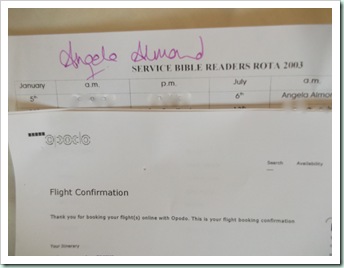 Angela Almond
SERVICE BIBLE READERS ROTA 2003
January a.m. p.m. July a.m.
5th 6th Angela Almo
opodo
Search Availability
Flight Confirmation
Thank you for booking your flight(s) online with Opodo. This is your flight booking confirmation
Your Itinerary